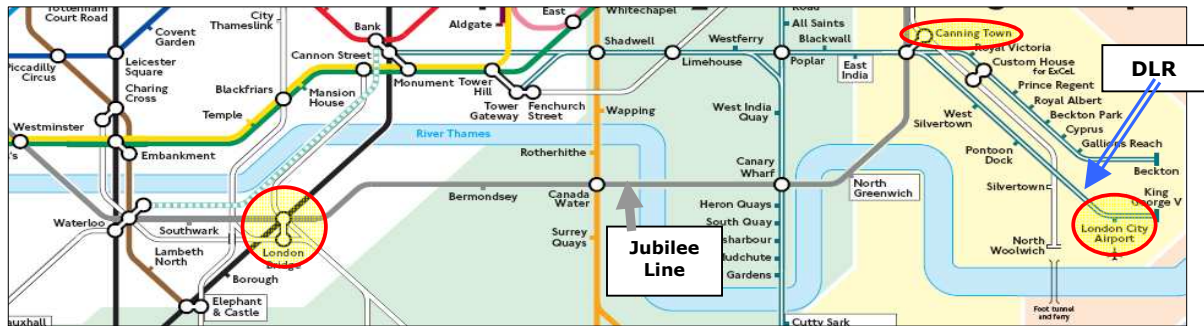 Tottenham
Court Road
City
Thameslink
Bank
Aldgate
East
Whitechapel
Road
All Saints
Canning Town
Covent
Garden
Cannon Street
Shadwell
Westferry
Blackwall
Royal Victoria
Custom House
for ExCeL
Prince Regent
Royal Albert
Beckton Park
Cyprus
Gallions Reach
Beckton
DLR
Piccadilly
Circus
Leicester
Square
Charing
Cross
Blackfriars
Mansion
House
Monument
Tower
Hill
Limehouse
Poplar
East
India
Temple
Tower
Gateway
Fenchurch
Street
Wapping
West India
Quay
West
Silvertown
Westminster
River Thames
Embankment
Rotherhithe
Pontoon
Dock
Canary
Wharf
Bermondsey
Canada
Water
North
Greenwich
Silvertown
King
George V
Waterloo
Southwark
Heron Quays
South Quay
London City
Airport
Lambeth
North
London
Bridge
Surrey
Quays
Jubilee
Line
North
Woolwich
Borough
Gardens
Elephant
& Castle
Foot tunnel
and ferry
Cutty Sark